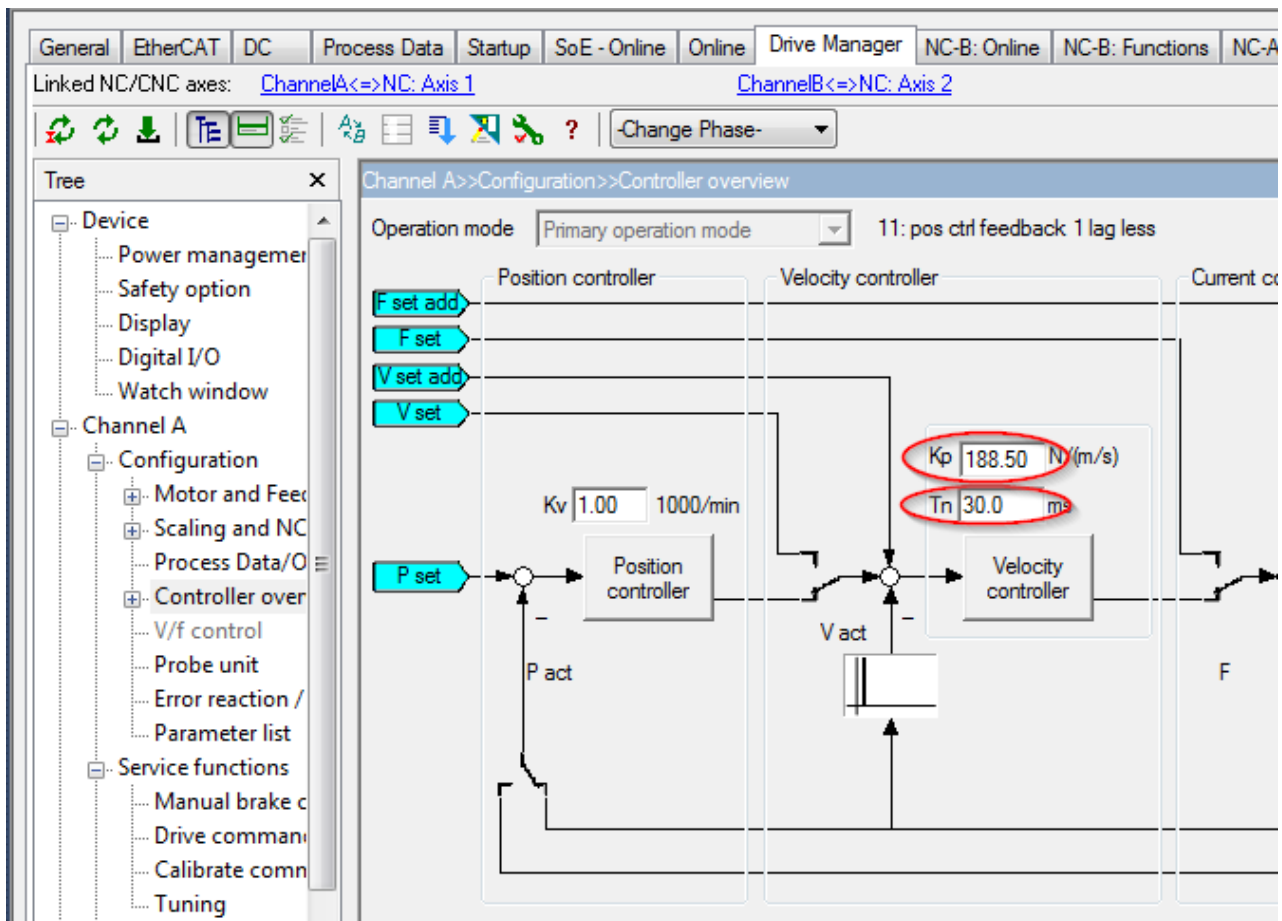 General EtherCAT DC Process Data Startup SoE - Online Online Drive Manager NC-B: Online NC-B: Functions NC-A
Linked NC/CNC axes: ChannelA<=>NC: Axis 1 ChannelB<=>NC: Axis 2
? -Change Phase-
Tree
Device
Power managemer
Safety option
Display
Digital I/O
Watch window
Channel A
Configuration
Motor and Feed
Scaling and NC
Process Data/O
Controller over
V/f control
Probe unit
Error reaction /
Parameter list
Service functions
Manual brake c
Drive comman
Calibrate comn
Tuning
Channel A>>Configuration>>Controller overview
Operation mode Primary operation mode 11: pos ctrl feedback 1 lag less
Position controller Velocity controller Current co
F set add
F set
V set add
V set
Kp 188.50 N/(m/s)
Kv 1.00 1000/min Tn 30.0 ms
P set
Position controller
Velocity controller
V act
P act
F